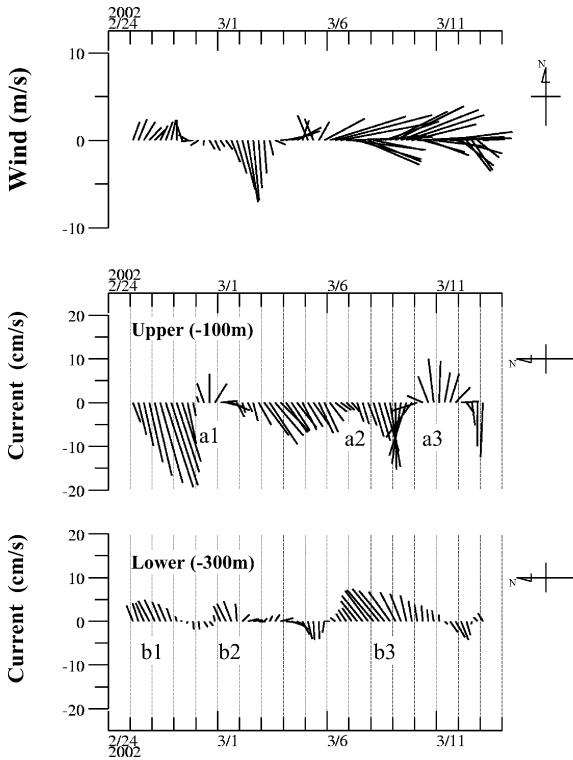 2002
2/24 3/1 3/6 3/11
10
N
Wind (m/s)
0
-10
2002
2/24 3/1 3/6 3/11
20
Upper (-100m)
10
N
Current (cm/s)
0
a1 a2 a3
-10
-20
20
Lower (-300m)
10
N
Current (cm/s)
0
b1 b2 b3
-10
-20
2/24 3/1 3/6 3/11
2002